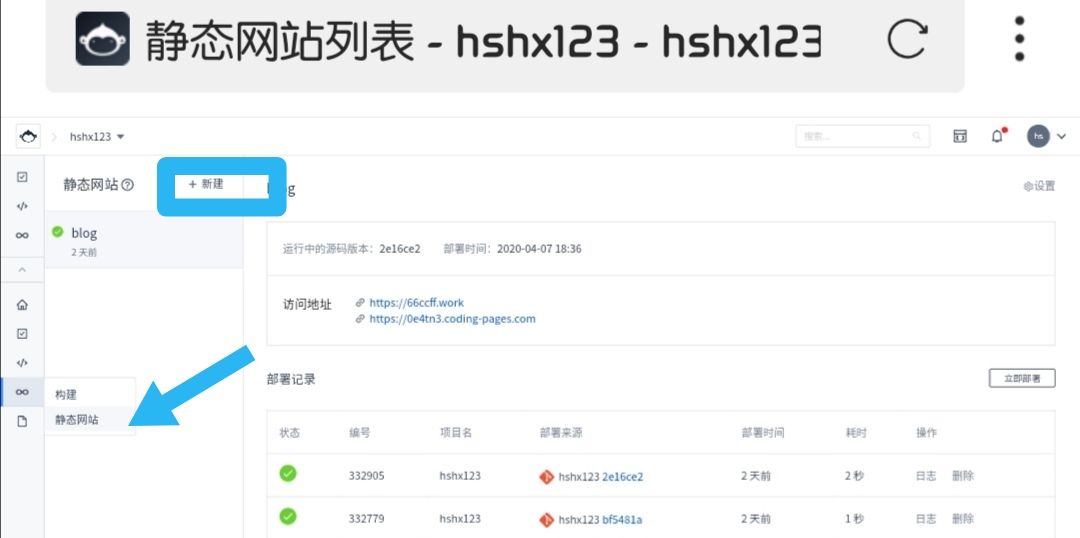 静态网站列表 - hshx123 - hshx123
hshx123
搜索...
hs
静态网站
+ 新建
设置
blog
2 天前
运行中的源码版本: 2e16ce2 部署时间: 2020-04-07 18:36
访问地址
https://66ccff.work
https://0e4tn3.coding-pages.com
部署记录
立即部署
构建
静态网站
状态 编号 项目名 部署来源 部署时间 耗时 操作
332905 hshx123 hshx123 2e16ce2 2 天前 2 秒 日志 删除
332779 hshx123 hshx123 bf5481a 2 天前 1 秒 日志 删除